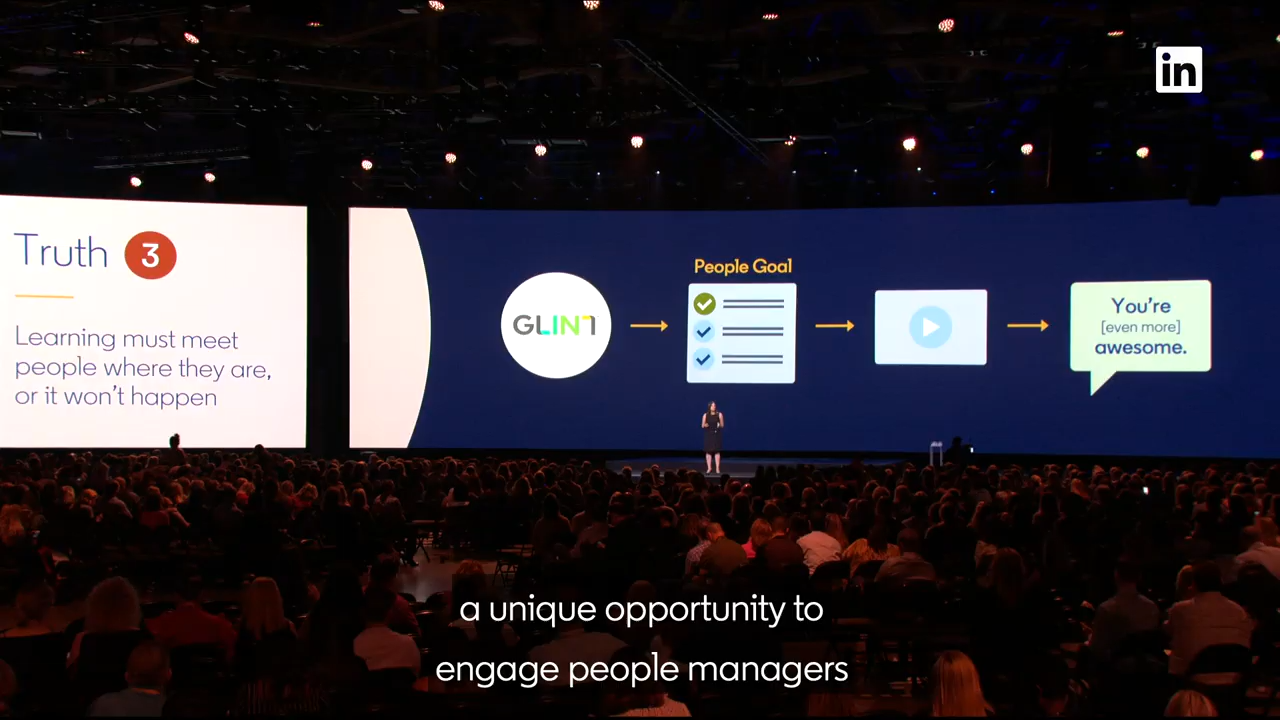 in
Truth 3
Learning must meet
people where they are,
or it won't happen
GLINT
People Goal
You're
[even more]
awesome.
a unique opportunity to
engage people managers